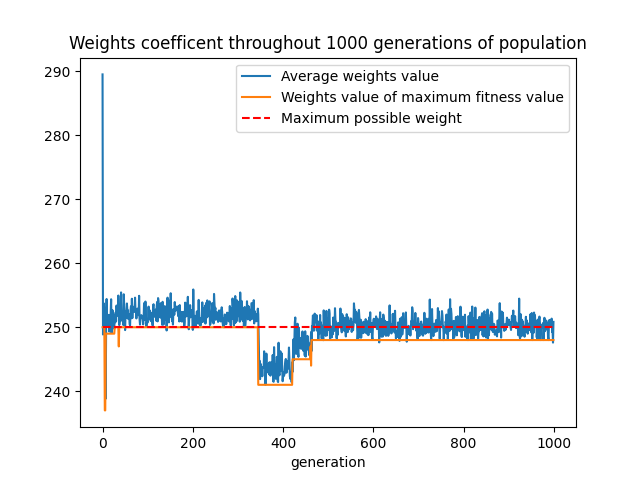 Weights coefficent throughout 1000 generations of population
Average weights value
Weights value of maximum fitness value
Maximum possible weight
290
280
270
260
250
240
0 200 400 600 800 1000
generation